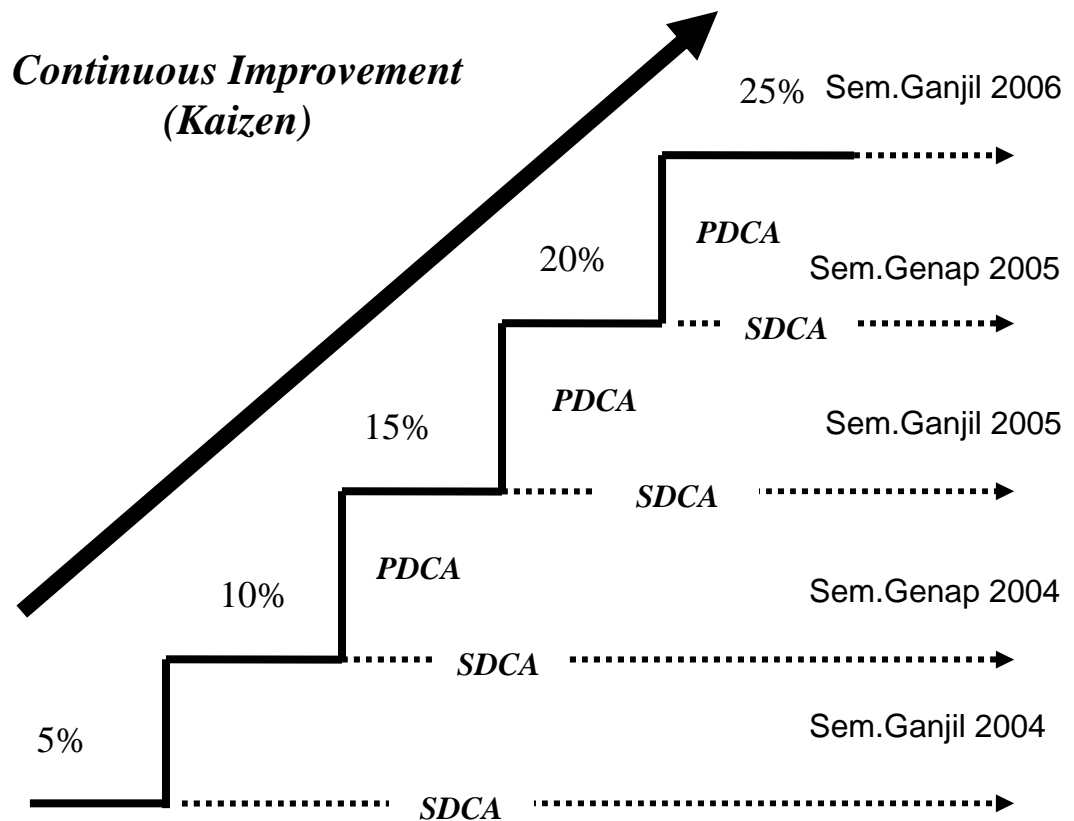 Continuous Improvement
(Kaizen)
25% Sem.Ganjil 2006
PDCA
20%
Sem.Genap 2005
SDCA
PDCA
15%
Sem.Ganjil 2005
SDCA
PDCA
10%
Sem.Genap 2004
SDCA
5%
Sem.Ganjil 2004
SDCA